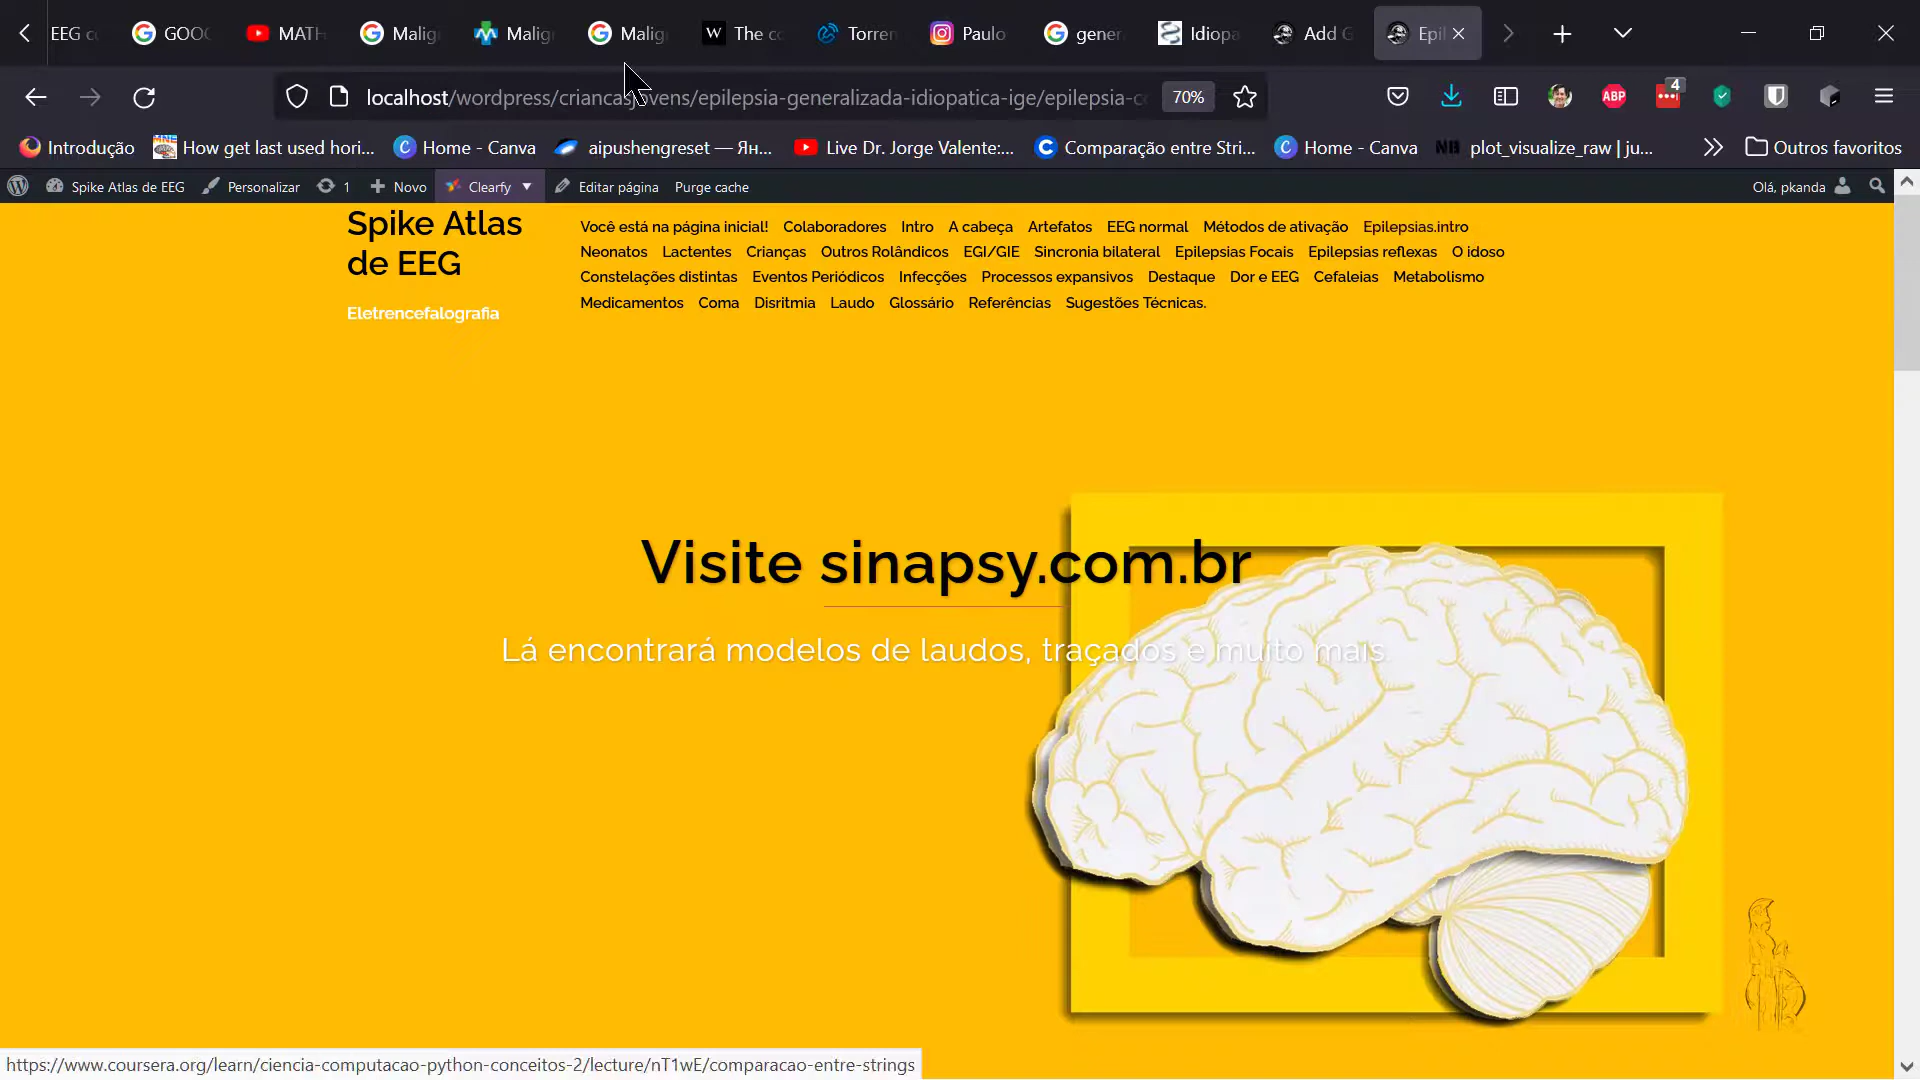 EEG c
GOOG
MATH
Malig
Malig
Malig
The co
Torren
Paulo
gener
Idiopa
Add G
Epil
localhost/wordpress/criancasjovens/epilepsia-generalizada-idiopatica-ige/epilepsia-c
70%
ABP
4
Introdução
How get last used hori...
Home - Canva
aipushengreset — Ян...
Live Dr. Jorge Valente:...
Comparação entre Stri...
Home - Canva
plot_visualize_raw | ju...
Outros favoritos
Spike Atlas de EEG
Personalizar
1
Novo
Clearfy
Editar página
Purge cache
Olá, pkanda
Spike Atlas
de EEG
Eletrencefalografia
Você está na página inicial! Colaboradores Intro A cabeça Artefatos EEG normal Métodos de ativação Epilepsias.intro
Neonatos Lactentes Crianças Outros Rolândicos EGI/GIE Sincronia bilateral Epilepsias Focais Epilepsias reflexas O idoso
Constelações distintas Eventos Periódicos Infecções Processos expansivos Destaque Dor e EEG Cefaleias Metabolismo
Medicamentos Coma Disritmia Laudo Glossário Referências Sugestões Técnicas.
Visite sinapsy.com.br
Lá encontrará modelos de laudos, traçados e muito mais.
https://www.coursera.org/learn/ciencia-computacao-python-conceitos-2/lecture/nT1wE/comparacao-entre-strings